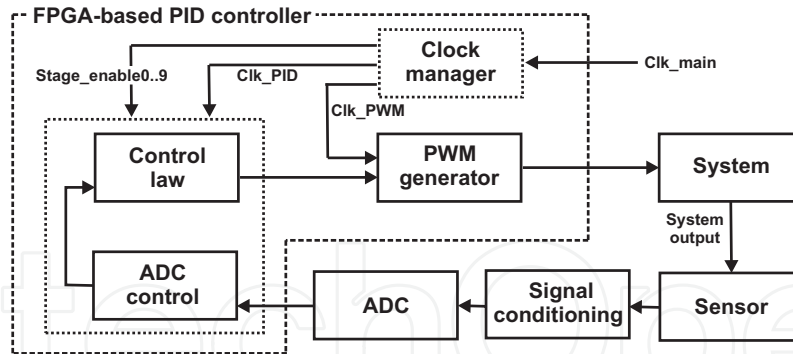 FPGA-based PID controller
Clock
manager
Stage_enable0..9
Clk_PID
Clk_main
Clk_PWM
Control
law
PWM
generator
System
System
output
ADC
control
ADC
Signal
conditioning
Sensor